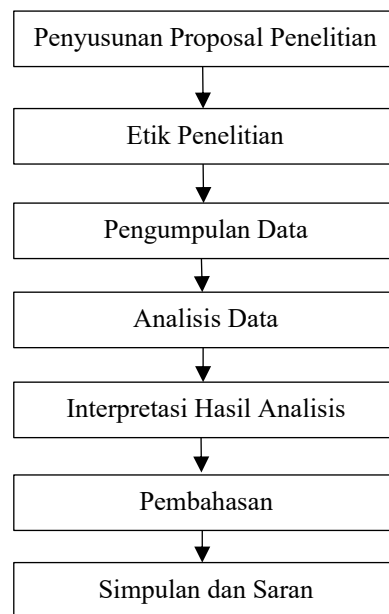 Penyusunan Proposal Penelitian
Etik Penelitian
Pengumpulan Data
Analisis Data
Interpretasi Hasil Analisis
Pembahasan
Simpulan dan Saran